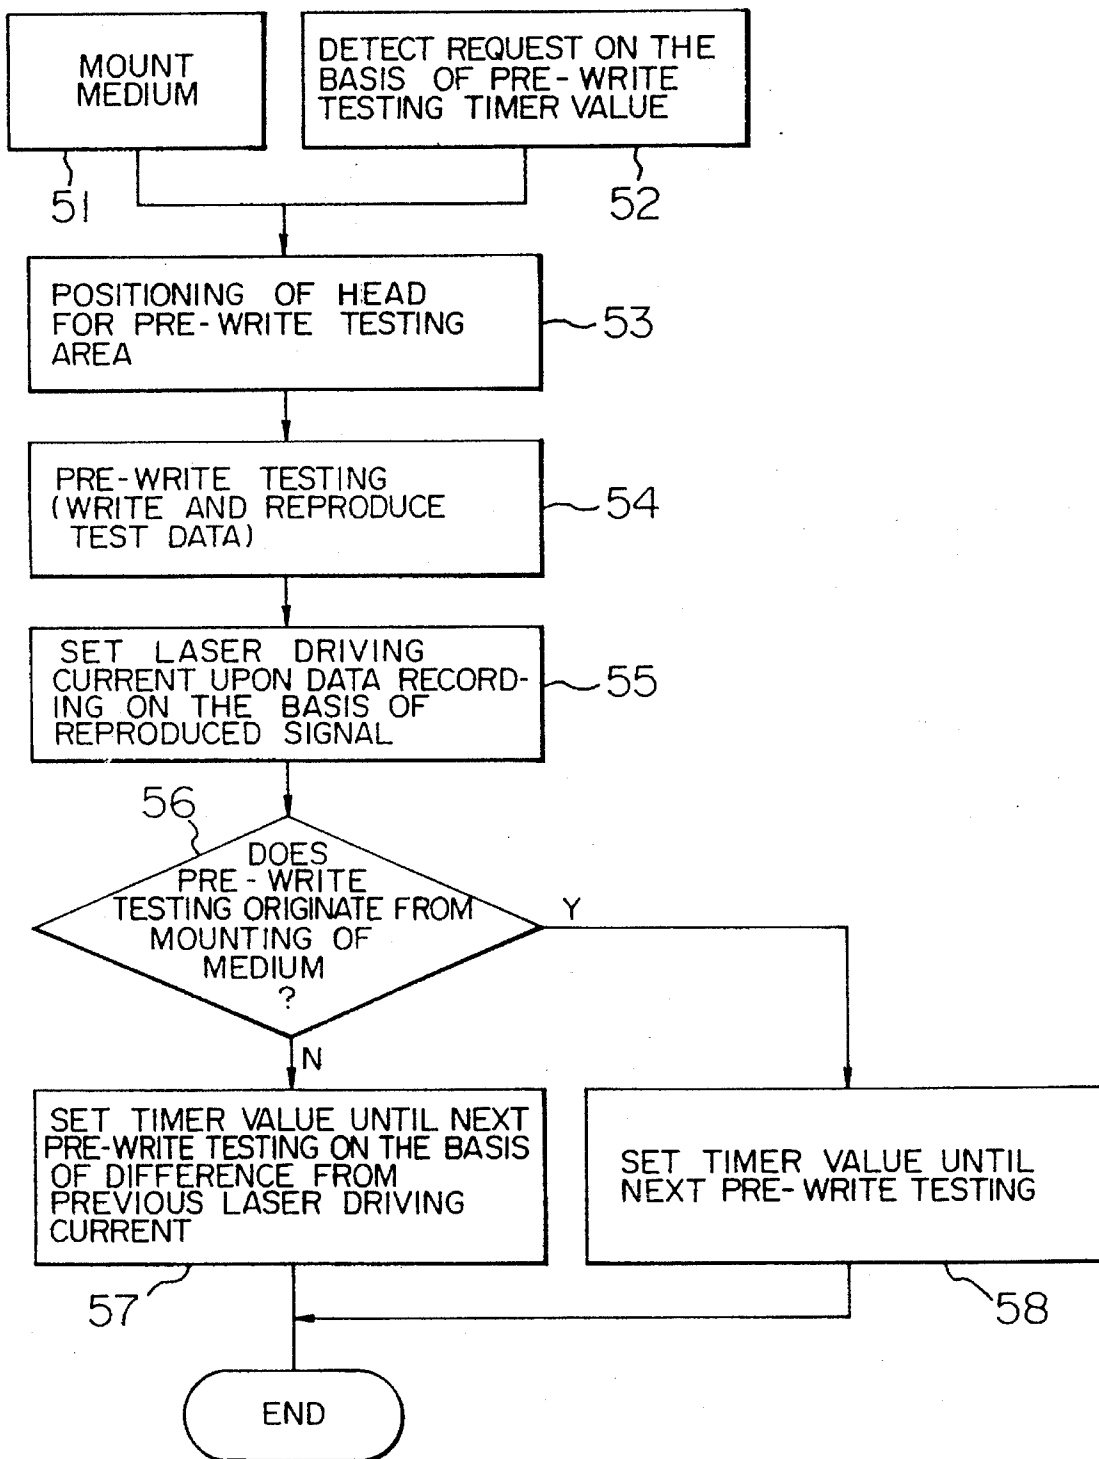 MOUNT
MEDIUM
51
DETECT REQUEST ON THE
BASIS OF PRE-WRITE
TESTING TIMER VALUE
52
POSITIONING OF HEAD
FOR PRE-WRITE TESTING
AREA
53
PRE-WRITE TESTING
(WRITE AND REPRODUCE
TEST DATA)
54
SET LASER DRIVING
CURRENT UPON DATA RECORD-
ING ON THE BASIS OF
REPRODUCED SIGNAL
55
56
DOES
PRE-WRITE
TESTING ORIGINATE FROM
MOUNTING OF
MEDIUM
?
Y
N
SET TIMER VALUE UNTIL NEXT
PRE-WRITE TESTING ON THE BASIS
OF DIFFERENCE FROM
PREVIOUS LASER DRIVING
CURRENT
57
SET TIMER VALUE UNTIL
NEXT PRE-WRITE TESTING
58
END